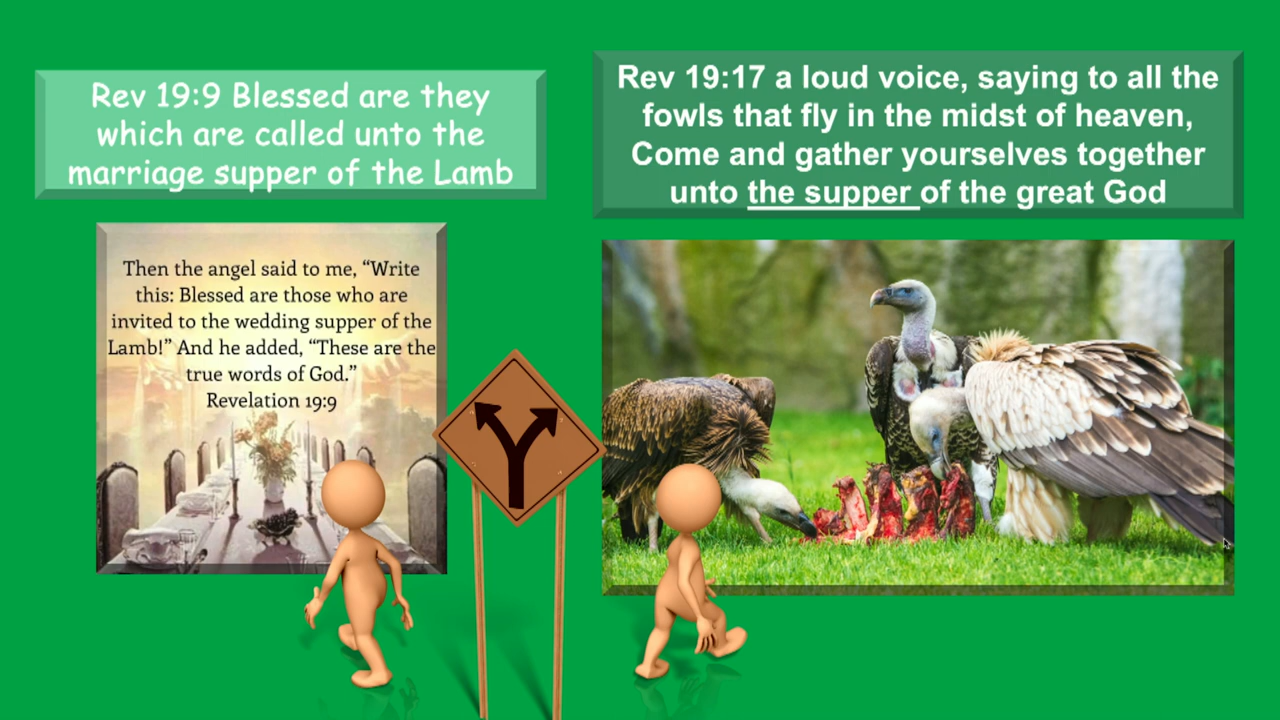 Rev 19:9 Blessed are they
which are called unto the
marriage supper of the Lamb
Rev 19:17 a loud voice, saying to all the
fowls that fly in the midst of heaven,
Come and gather yourselves together
unto the supper of the great God
Then the angel said to me, “Write
this: Blessed are those who are
invited to the wedding supper of the
Lamb!” And he added, “These are the
true words of God.”
Revelation 19:9